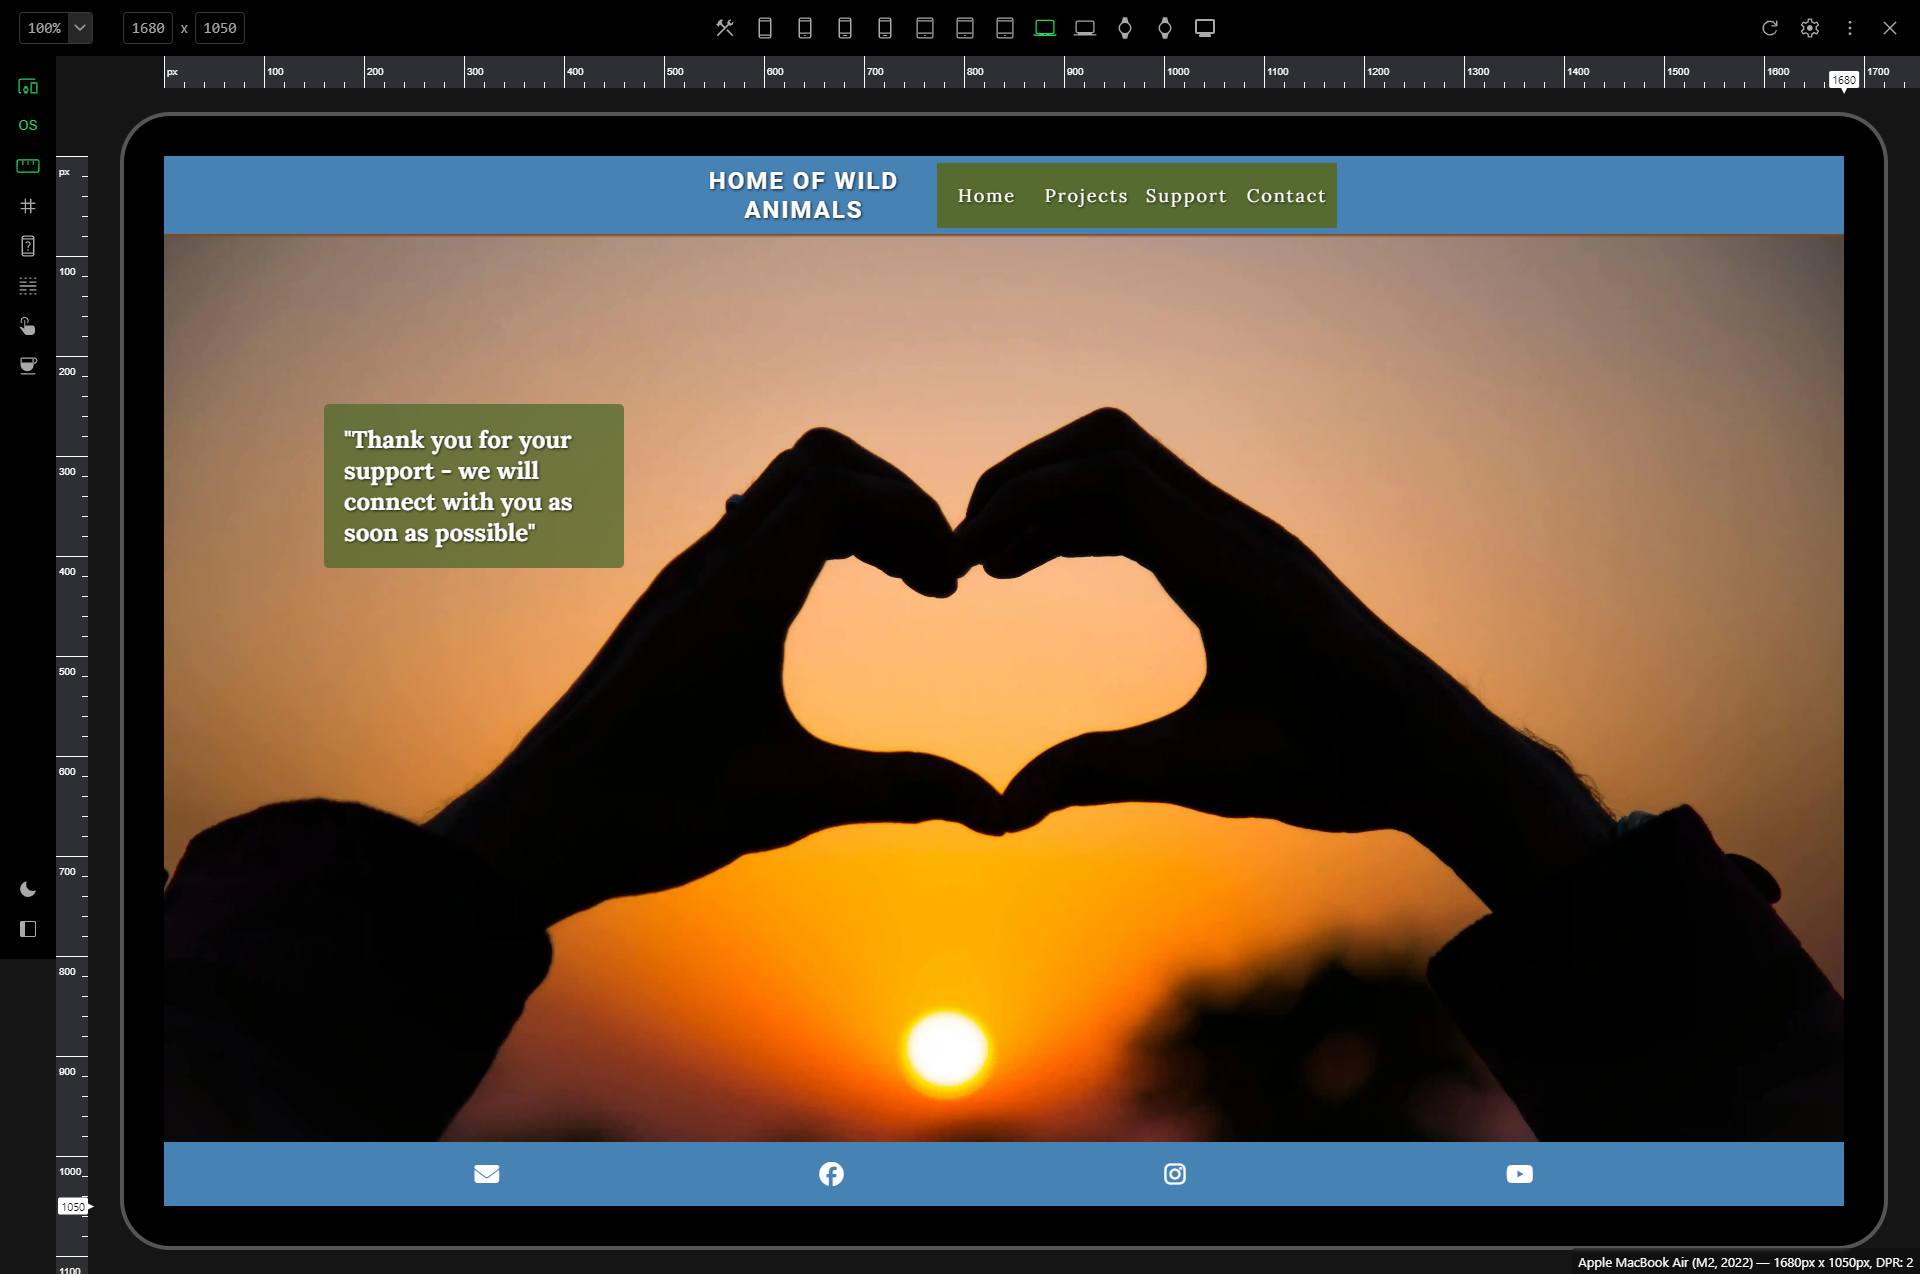 100%
1680 x 1050
px 100 200 300 400 500 600 700 800 900 1000 1100 1200 1300 1400 1500 1600 1680 1700
OS
px
100
200
300
400
500
600
700
800
900
1000
1050
1100
HOME OF WILD
ANIMALS
Home Projects Support Contact
"Thank you for your
support - we will
connect with you as
soon as possible"
Apple MacBook Air (M2, 2022) — 1680px x 1050px, DPR: 2